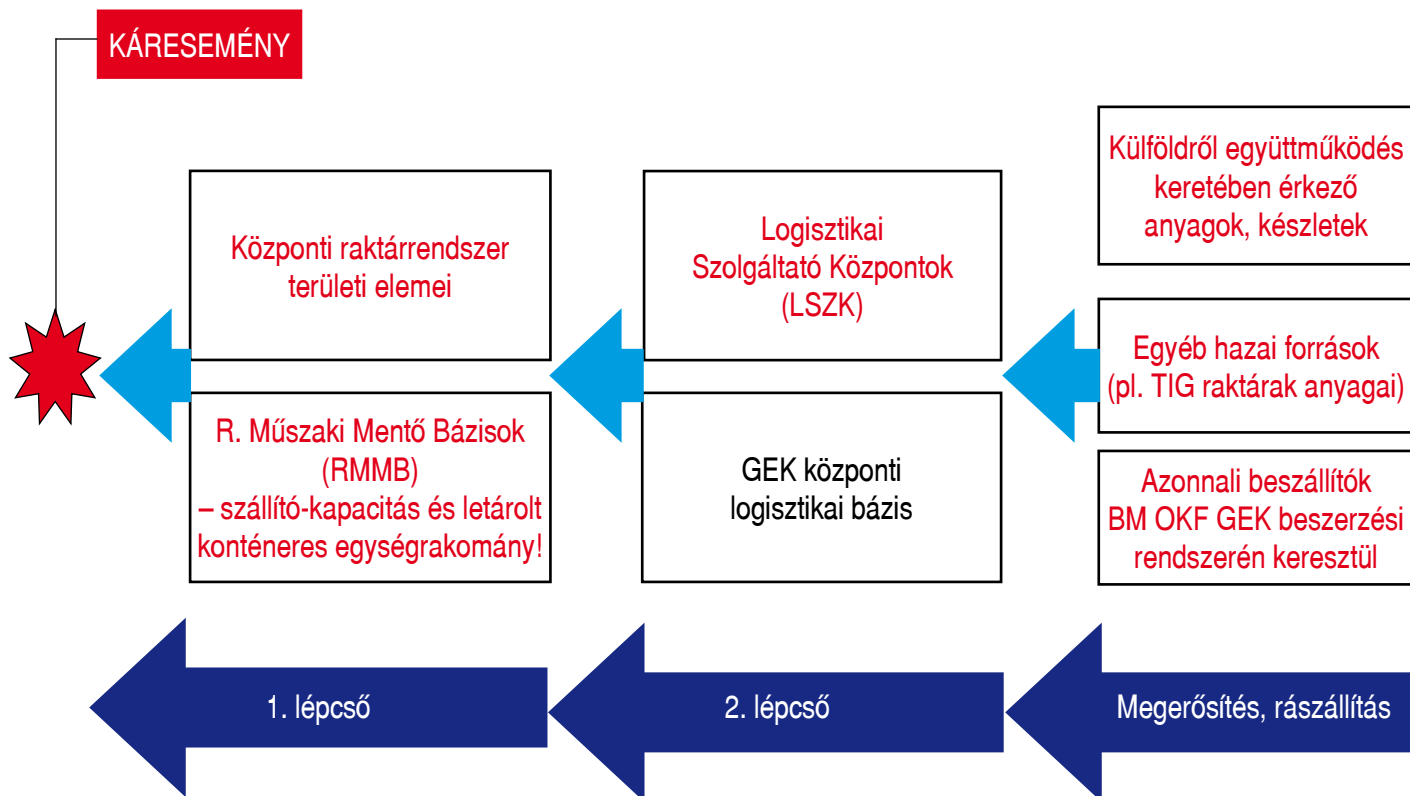 KÁRESEMÉNY
Központi raktárrendszer
területi elemei
R. Műszaki Mentő Bázisok
(RMMB)
– szállító-kapacitás és letárolt
konténeres egységrakomány!
Logisztikai
Szolgáltató Központok
(LSZK)
GEK központi
logisztikai bázis
Külföldről együttműködés
keretében érkező
anyagok, készletek
Egyéb hazai források
(pl. TIG raktárak anyagai)
Azonnali beszállítók
BM OKF GEK beszerzési
rendszerén keresztül
1. lépcső
2. lépcső
Megerősítés, rászállítás